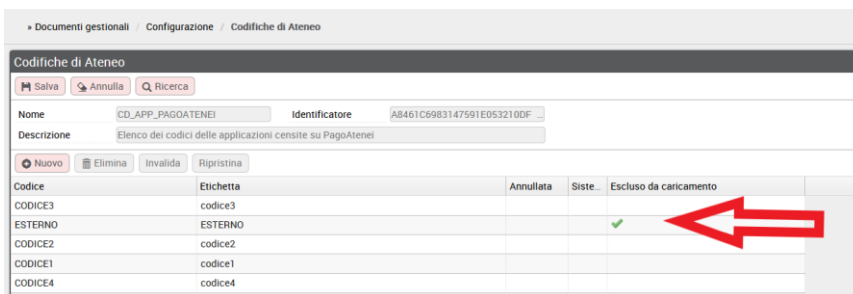 » Documenti gestionali / Configurazione / Codifiche di Ateneo
Codifiche di Ateneo
Salva Annulla Ricerca
Nome CD_APP_PAGOATENEI Identificatore A8461C6983147591E053210DF ...
Descrizione Elenco dei codici delle applicazioni censite su PagoAtenei
Nuovo Elimina Invalida Ripristina
Codice Etichetta Annullata Siste... Escluso da caricamento
CODICE3 codice3
ESTERNO ESTERNO
CODICE2 codice2
CODICE1 codice1
CODICE4 codice4